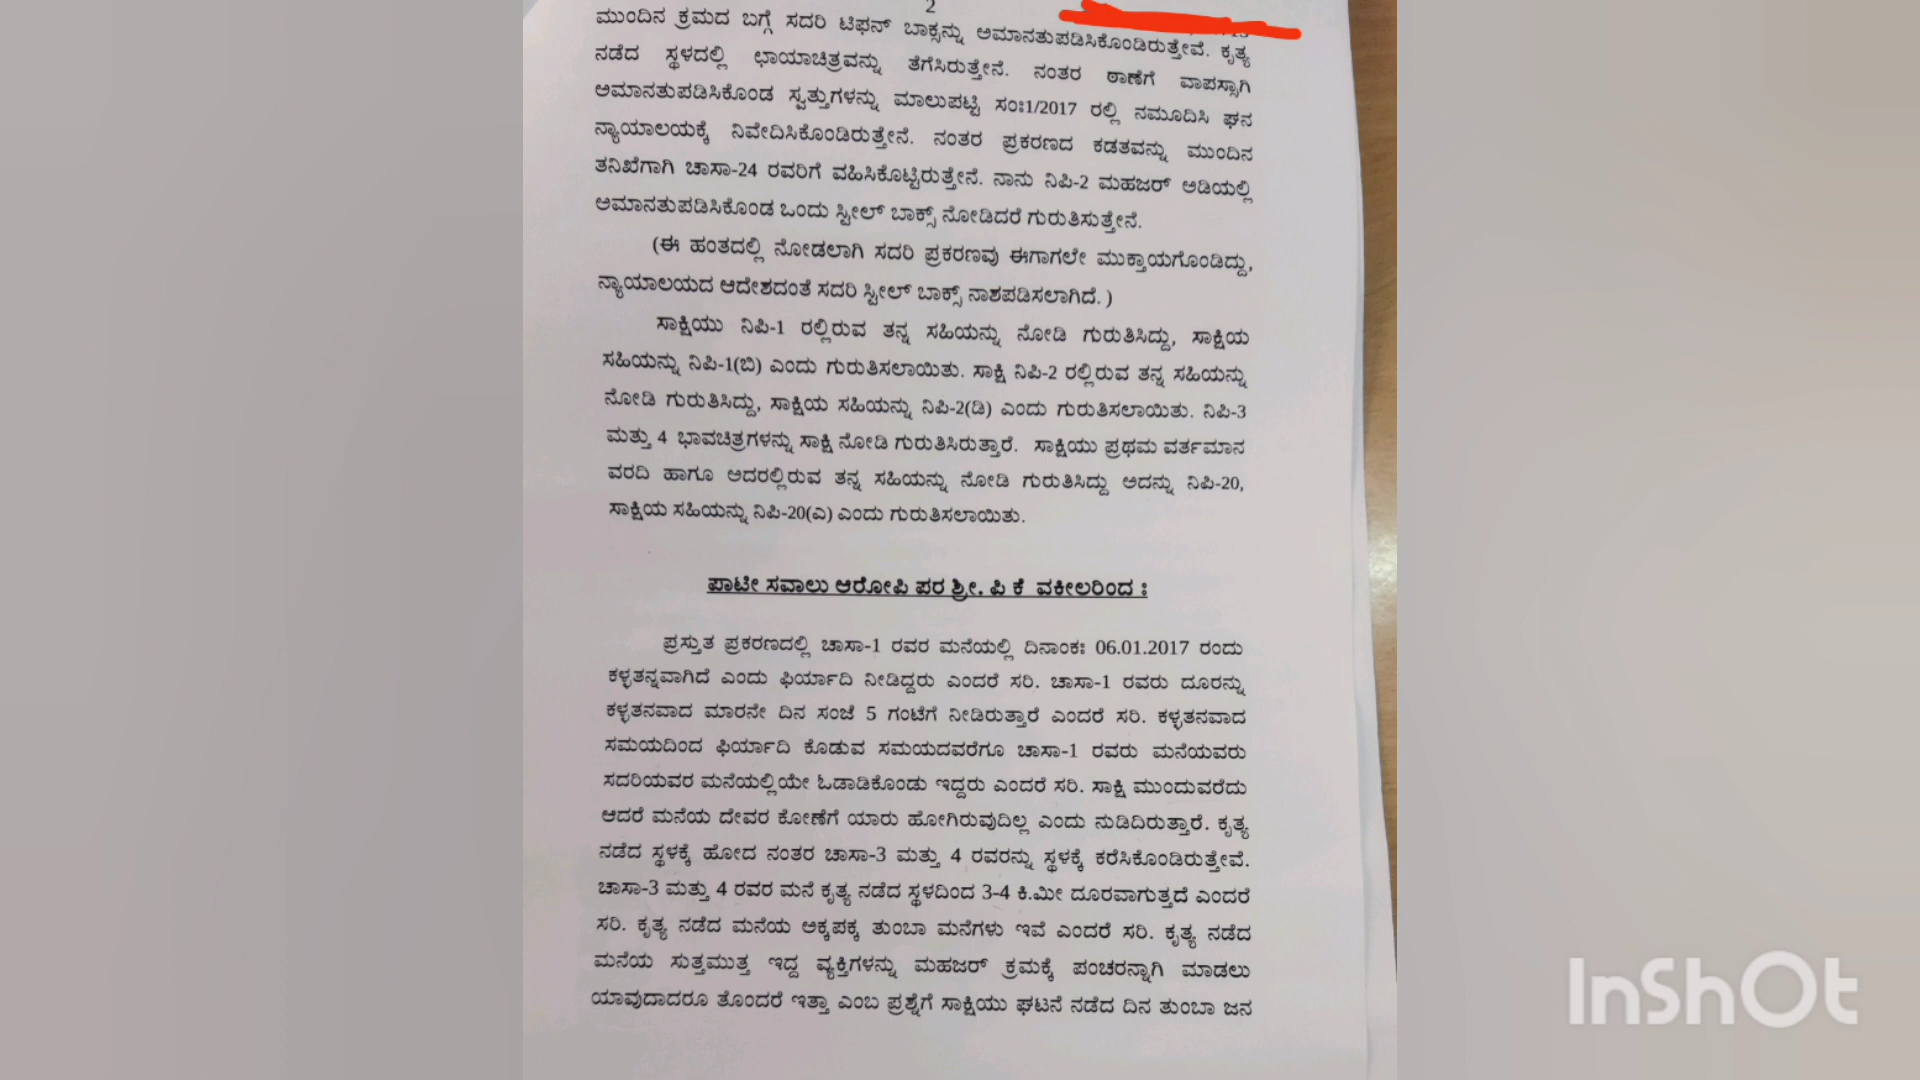 2
ಮುಂದಿನ ಕ್ರಮದ ಬಗ್ಗೆ ಸದರಿ ಟಿಫನ್ ಬಾಕ್ಸನ್ನು ಅಮಾನತುಪಡಿಸಿಕೊಂಡಿರುತ್ತೇವೆ. ಕೃತ್ಯ
ನಡೆದ ಸ್ಥಳದಲ್ಲಿ ಛಾಯಾಚಿತ್ರವನ್ನು ತೆಗೆಸಿರುತ್ತೇನೆ. ನಂತರ ಠಾಣೆಗೆ ವಾಪಸ್ಸಾಗಿ
ಅಮಾನತುಪಡಿಸಿಕೊಂಡ ಸ್ವತ್ತುಗಳನ್ನು ಮಾಲುಪಟ್ಟಿ ಸಂಃ1/2017 ರಲ್ಲಿ ನಮೂದಿಸಿ ಘನ
ನ್ಯಾಯಾಲಯಕ್ಕೆ ನಿವೇದಿಸಿಕೊಂಡಿರುತ್ತೇನೆ. ನಂತರ ಪ್ರಕರಣದ ಕಡತವನ್ನು ಮುಂದಿನ
ತನಿಖೆಗಾಗಿ ಚಾಸಾ-24 ರವರಿಗೆ ವಹಿಸಿಕೊಟ್ಟಿರುತ್ತೇನೆ. ನಾನು ನಿಪಿ-2 ಮಹಜರ್ ಅಡಿಯಲ್ಲಿ
ಅಮಾನತುಪಡಿಸಿಕೊಂಡ ಒಂದು ಸ್ಟೀಲ್ ಬಾಕ್ಸ್ ನೋಡಿದರೆ ಗುರುತಿಸುತ್ತೇನೆ.
(ಈ ಹಂತದಲ್ಲಿ ನೋಡಲಾಗಿ ಸದರಿ ಪ್ರಕರಣವು ಈಗಾಗಲೇ ಮುಕ್ತಾಯಗೊಂಡಿದ್ದು,
ನ್ಯಾಯಾಲಯದ ಆದೇಶದಂತೆ ಸದರಿ ಸ್ಟೀಲ್ ಬಾಕ್ಸ್ ನಾಶಪಡಿಸಲಾಗಿದೆ. )
ಸಾಕ್ಷಿಯು ನಿಪಿ-1 ರಲ್ಲಿರುವ ತನ್ನ ಸಹಿಯನ್ನು ನೋಡಿ ಗುರುತಿಸಿದ್ದು, ಸಾಕ್ಷಿಯ
ಸಹಿಯನ್ನು ನಿಪಿ-1(ಬಿ) ಎಂದು ಗುರುತಿಸಲಾಯಿತು. ಸಾಕ್ಷಿ ನಿಪಿ-2 ರಲ್ಲಿರುವ ತನ್ನ ಸಹಿಯನ್ನು
ನೋಡಿ ಗುರುತಿಸಿದ್ದು, ಸಾಕ್ಷಿಯ ಸಹಿಯನ್ನು ನಿಪಿ-2(ಡಿ) ಎಂದು ಗುರುತಿಸಲಾಯಿತು. ನಿಪಿ-3
ಮತ್ತು 4 ಭಾವಚಿತ್ರಗಳನ್ನು ಸಾಕ್ಷಿ ನೋಡಿ ಗುರುತಿಸಿರುತ್ತಾರೆ. ಸಾಕ್ಷಿಯು ಪ್ರಥಮ ವರ್ತಮಾನ
ವರದಿ ಹಾಗೂ ಅದರಲ್ಲಿರುವ ತನ್ನ ಸಹಿಯನ್ನು ನೋಡಿ ಗುರುತಿಸಿದ್ದು ಅದನ್ನು ನಿಪಿ-20,
ಸಾಕ್ಷಿಯ ಸಹಿಯನ್ನು ನಿಪಿ-20(ಎ) ಎಂದು ಗುರುತಿಸಲಾಯಿತು.
ಪಾಟೀ ಸವಾಲು ಆರೋಪಿ ಪರ ಶ್ರೀ. ಪಿ ಕೆ ವಕೀಲರಿಂದ ಃ
ಪ್ರಸ್ತುತ ಪ್ರಕರಣದಲ್ಲಿ ಚಾಸಾ-1 ರವರ ಮನೆಯಲ್ಲಿ ದಿನಾಂಕಃ 06.01.2017 ರಂದು
ಕಳ್ಳತನ್ನವಾಗಿದೆ ಎಂದು ಫಿರ್ಯಾದಿ ನೀಡಿದ್ದರು ಎಂದರೆ ಸರಿ. ಚಾಸಾ-1 ರವರು ದೂರನ್ನು
ಕಳ್ಳತನವಾದ ಮಾರನೇ ದಿನ ಸಂಜೆ 5 ಗಂಟೆಗೆ ನೀಡಿರುತ್ತಾರೆ ಎಂದರೆ ಸರಿ. ಕಳ್ಳತನವಾದ
ಸಮಯದಿಂದ ಫಿರ್ಯಾದಿ ಕೊಡುವ ಸಮಯದವರೆಗೂ ಚಾಸಾ-1 ರವರು ಮನೆಯವರು
ಸದರಿಯವರ ಮನೆಯಲ್ಲಿಯೇ ಓಡಾಡಿಕೊಂಡು ಇದ್ದರು ಎಂದರೆ ಸರಿ. ಸಾಕ್ಷಿ ಮುಂದುವರೆದು
ಆದರೆ ಮನೆಯ ದೇವರ ಕೋಣೆಗೆ ಯಾರು ಹೋಗಿರುವುದಿಲ್ಲ ಎಂದು ನುಡಿದಿರುತ್ತಾರೆ. ಕೃತ್ಯ
ನಡೆದ ಸ್ಥಳಕ್ಕೆ ಹೋದ ನಂತರ ಚಾಸಾ-3 ಮತ್ತು 4 ರವರನ್ನು ಸ್ಥಳಕ್ಕೆ ಕರೆಸಿಕೊಂಡಿರುತ್ತೇವೆ.
ಚಾಸಾ-3 ಮತ್ತು 4 ರವರ ಮನೆ ಕೃತ್ಯ ನಡೆದ ಸ್ಥಳದಿಂದ 3-4 ಕಿ.ಮೀ ದೂರವಾಗುತ್ತದೆ ಎಂದರೆ
ಸರಿ. ಕೃತ್ಯ ನಡೆದ ಮನೆಯ ಅಕ್ಕಪಕ್ಕ ತುಂಬಾ ಮನೆಗಳು ಇವೆ ಎಂದರೆ ಸರಿ. ಕೃತ್ಯ ನಡೆದ
ಮನೆಯ ಸುತ್ತಮುತ್ತ ಇದ್ದ ವ್ಯಕ್ತಿಗಳನ್ನು ಮಹಜರ್ ಕ್ರಮಕ್ಕೆ ಪಂಚರನ್ನಾಗಿ ಮಾಡಲು
ಯಾವುದಾದರೂ ತೊಂದರೆ ಇತ್ತಾ ಎಂಬ ಪ್ರಶ್ನೆಗೆ ಸಾಕ್ಷಿಯು ಘಟನೆ ನಡೆದ ದಿನ ತುಂಬಾ ಜನ
InShOt